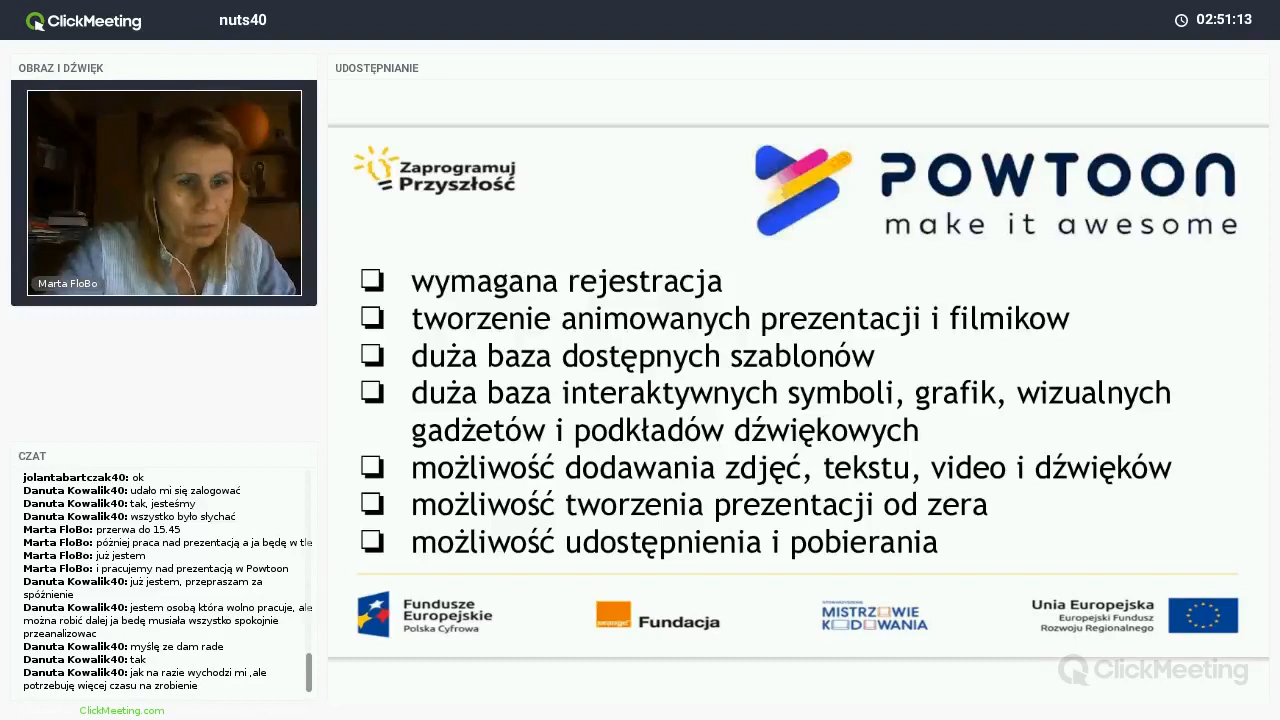 ClickMeeting
nuts40
02:51:13
OBRAZ I DŹWIĘK
Marta FloBo
CZAT
jolantabartczak40: ok
Danuta Kowalik40: udało mi się zalogować
Danuta Kowalik40: tak, jesteśmy
Danuta Kowalik40: wszystko było słychać
Marta FloBo: przerwa do 15.45
Marta FloBo: póżniej praca nad prezentacją a ja będę w tle
Marta FloBo: już jestem
Marta FloBo: i pracujemy nad prezentacją w Powtoon
Danuta Kowalik40: już jestem, przepraszam za
spóżnienie
Danuta Kowalik40: jestem osobą która wolno pracuje, ale
można robić dalej ja bedę musiała wszystko spokojnie
przeanalizowac
Danuta Kowalik40: myślę ze dam rade
Danuta Kowalik40: tak
Danuta Kowalik40: jak na razie wychodzi mi ,ale
potrzebuję więcej czasu na zrobienie
ClickMeeting.com
UDOSTĘPNIANIE
Zaprogramuj
Przyszłość
POWTOON
make it awesome
wymagana rejestracja
tworzenie animowanych prezentacji i filmikow
duża baza dostępnych szablonów
duża baza interaktywnych symboli, grafik, wizualnych
gadżetów i podkładów dźwiękowych
możliwość dodawania zdjęć, tekstu, video i dźwięków
możliwość tworzenia prezentacji od zera
możliwość udostępnienia i pobierania
Fundusze
Europejskie
Polska Cyfrowa
Fundacja
MISTRZOWIE
KODOWANIA
Unia Europejska
Europejski Fundusz
Rozwoju Regionalnego
ClickMeeting